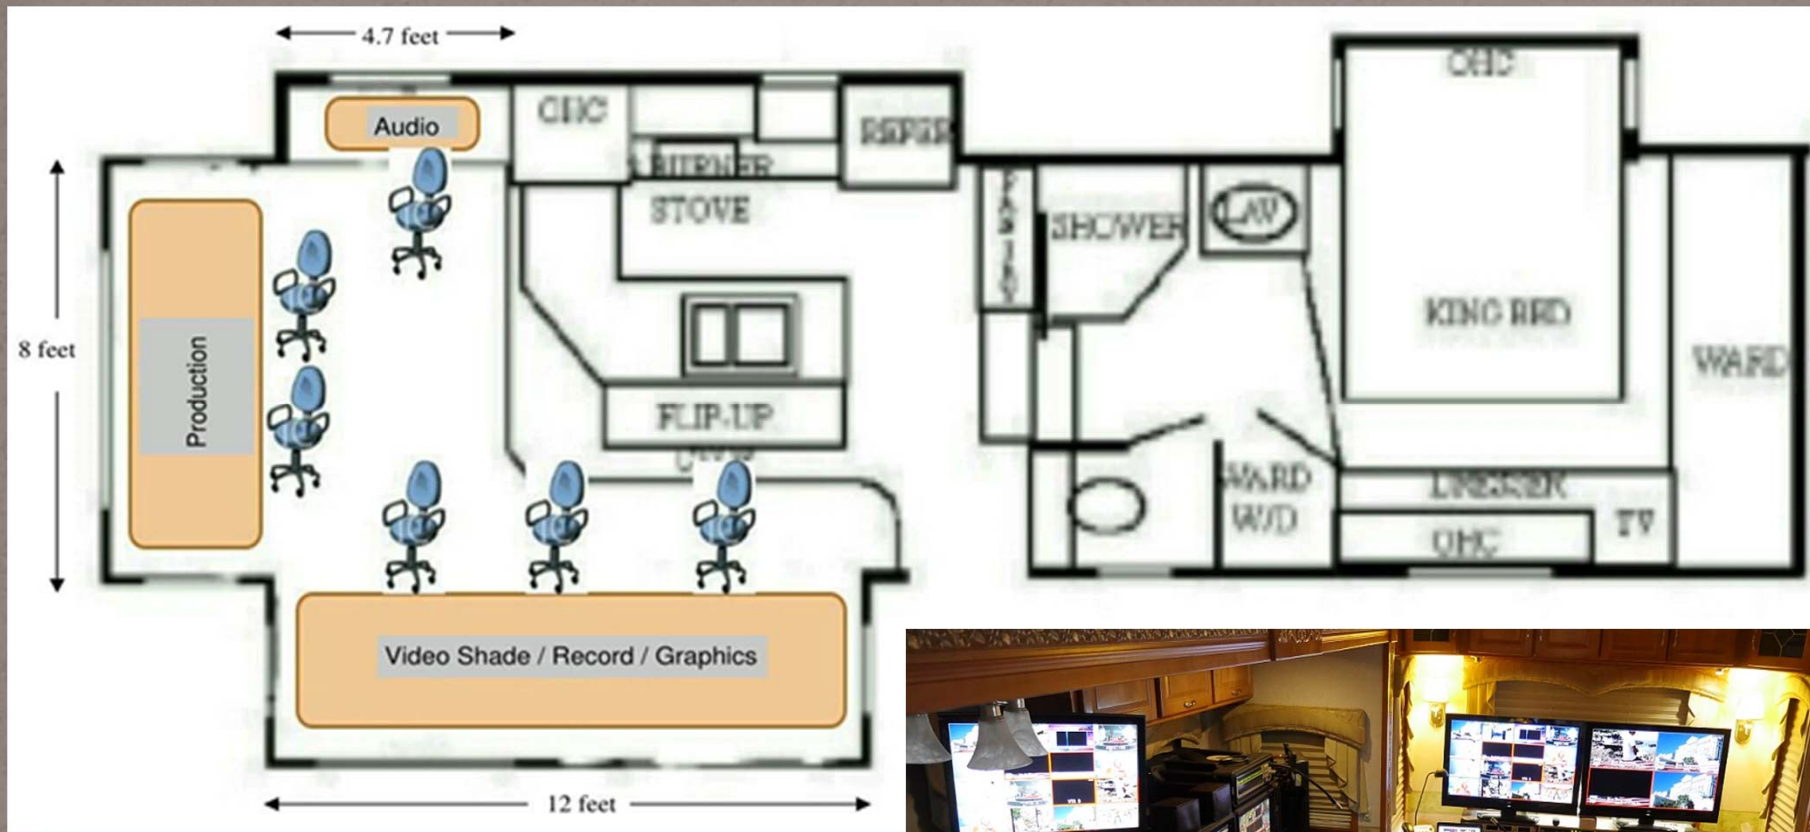 4.7 feet
Audio
OHC
REFER
BURNER
STOVE
8 feet
Production
FLIP-UP
SHOWER
LAV
OHC
KING BED
WARD
WARD
W/D
DRESSER
OHC
TV
Video Shade / Record / Graphics
12 feet